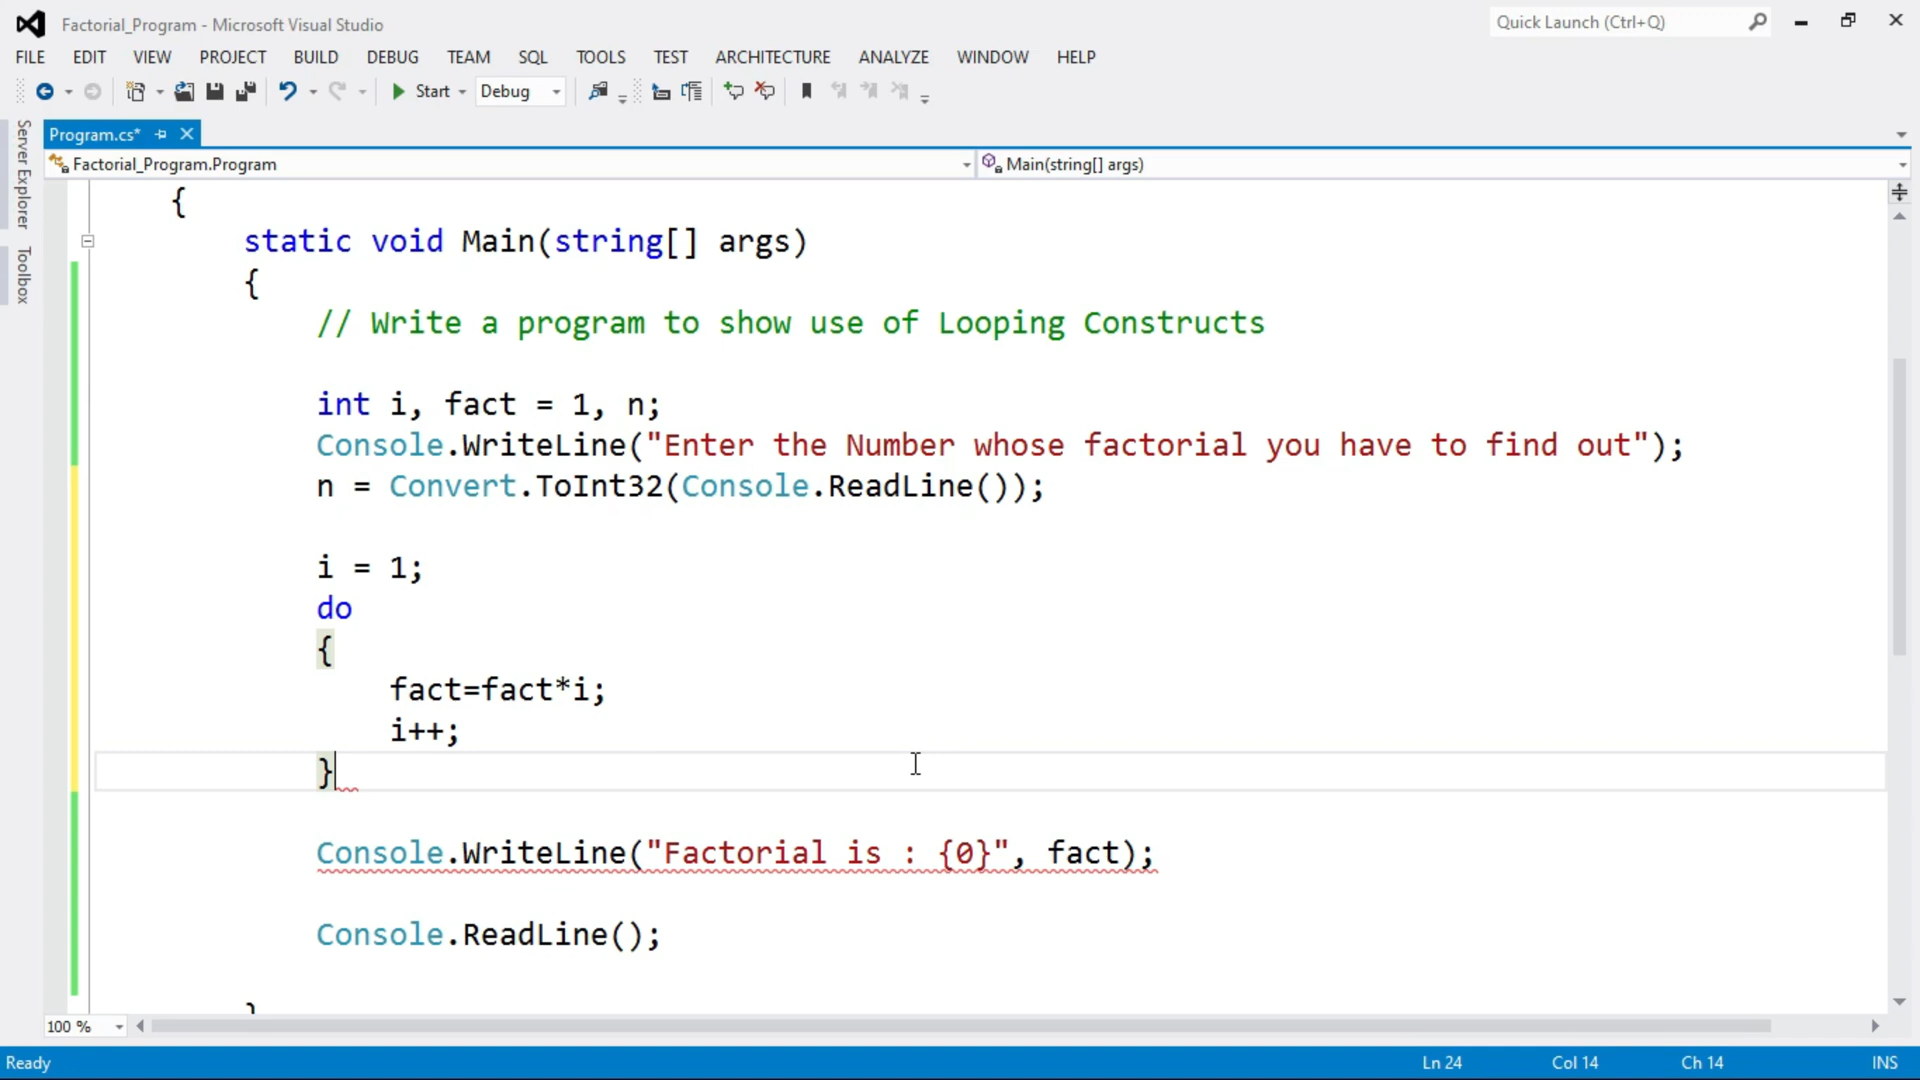 Factorial_Program - Microsoft Visual Studio
Quick Launch (Ctrl+Q)
FILE EDIT VIEW PROJECT BUILD DEBUG TEAM SQL TOOLS TEST ARCHITECTURE ANALYZE WINDOW HELP
Start Debug
Server Explorer
Toolbox
Program.cs*
Factorial_Program.Program
Main(string[] args)
{
static void Main(string[] args)
{
// Write a program to show use of Looping Constructs
int i, fact = 1, n;
Console.WriteLine("Enter the Number whose factorial you have to find out");
n = Convert.ToInt32(Console.ReadLine());
i = 1;
do
{
fact=fact*i;
i++;
}
Console.WriteLine("Factorial is : {0}", fact);
Console.ReadLine();
}
100 %
Ready Ln 24 Col 14 Ch 14 INS